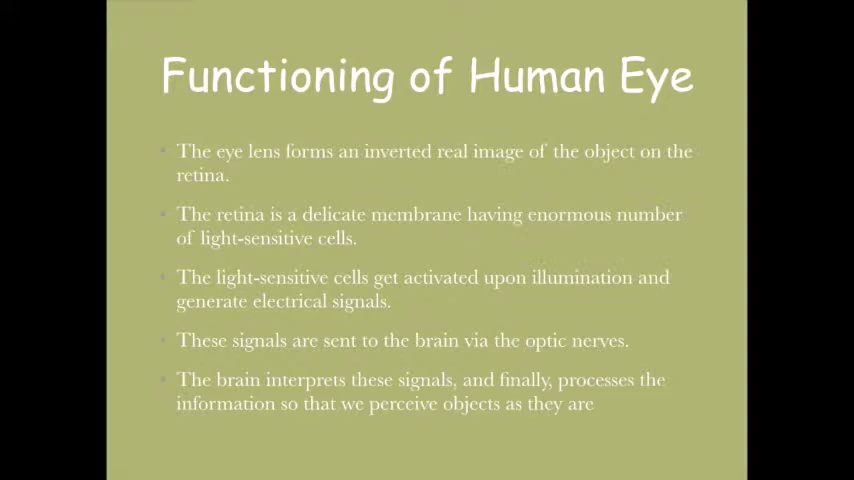 Functioning of Human Eye
• The eye lens forms an inverted real image of the object on the
retina.
• The retina is a delicate membrane having enormous number
of light-sensitive cells.
• The light-sensitive cells get activated upon illumination and
generate electrical signals.
• These signals are sent to the brain via the optic nerves.
• The brain interprets these signals, and finally, processes the
information so that we perceive objects as they are